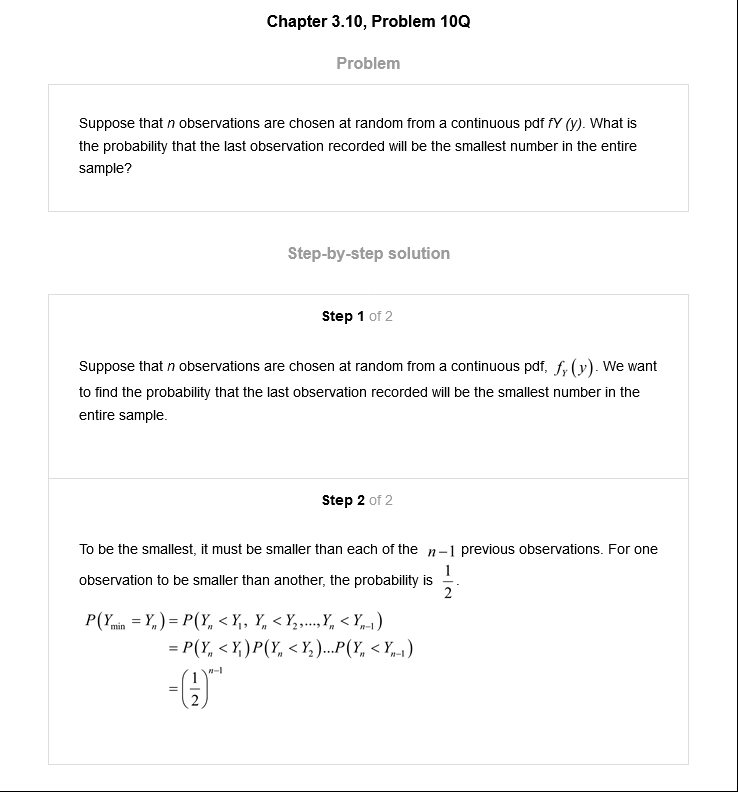 Chapter 3.10, Problem 10Q
Problem
Suppose that n observations are chosen at random from a continuous pdf fY (y). What is
the probability that the last observation recorded will be the smallest number in the entire
sample?
Step-by-step solution
Step 1 of 2
Suppose that n observations are chosen at random from a continuous pdf, f_Y(y). We want
to find the probability that the last observation recorded will be the smallest number in the
entire sample.
Step 2 of 2
To be the smallest, it must be smaller than each of the n−1 previous observations. For one
observation to be smaller than another, the probability is 1/2.
P(Y_min = Y_n) = P(Y_n < Y_1, Y_n < Y_2,..., Y_n < Y_{n−1})
= P(Y_n < Y_1)P(Y_n < Y_2)...P(Y_n < Y_{n−1})
= (1/2)^{n−1}